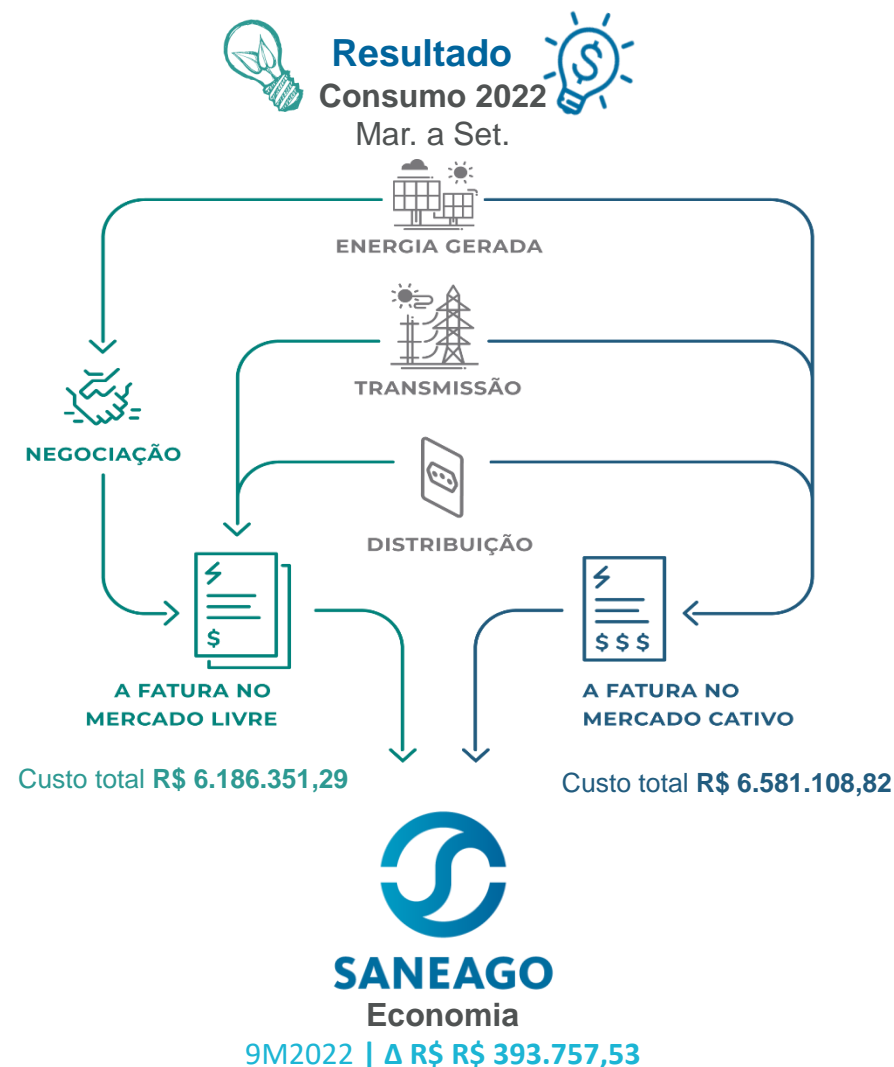 Resultado
Consumo 2022
Mar. a Set.
ENERGIA GERADA
TRANSMISSÃO
NEGOCIAÇÃO
DISTRIBUIÇÃO
$
$ $ $
A FATURA NO
MERCADO LIVRE
A FATURA NO
MERCADO CATIVO
Custo total R$ 6.186.351,29
Custo total R$ 6.581.108,82
SANEAGO
Economia
9M2022 | Δ R$ R$ 393.757,53